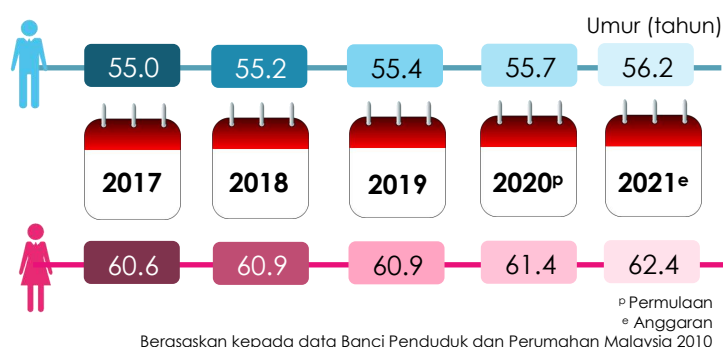 Umur (tahun)
55.0 55.2 55.4 55.7 56.2
2017 2018 2019 2020ᵖ 2021ᵉ
60.6 60.9 60.9 61.4 62.4
ᵖ Permulaan
ᵉ Anggaran
Berasaskan kepada data Banci Penduduk dan Perumahan Malaysia 2010